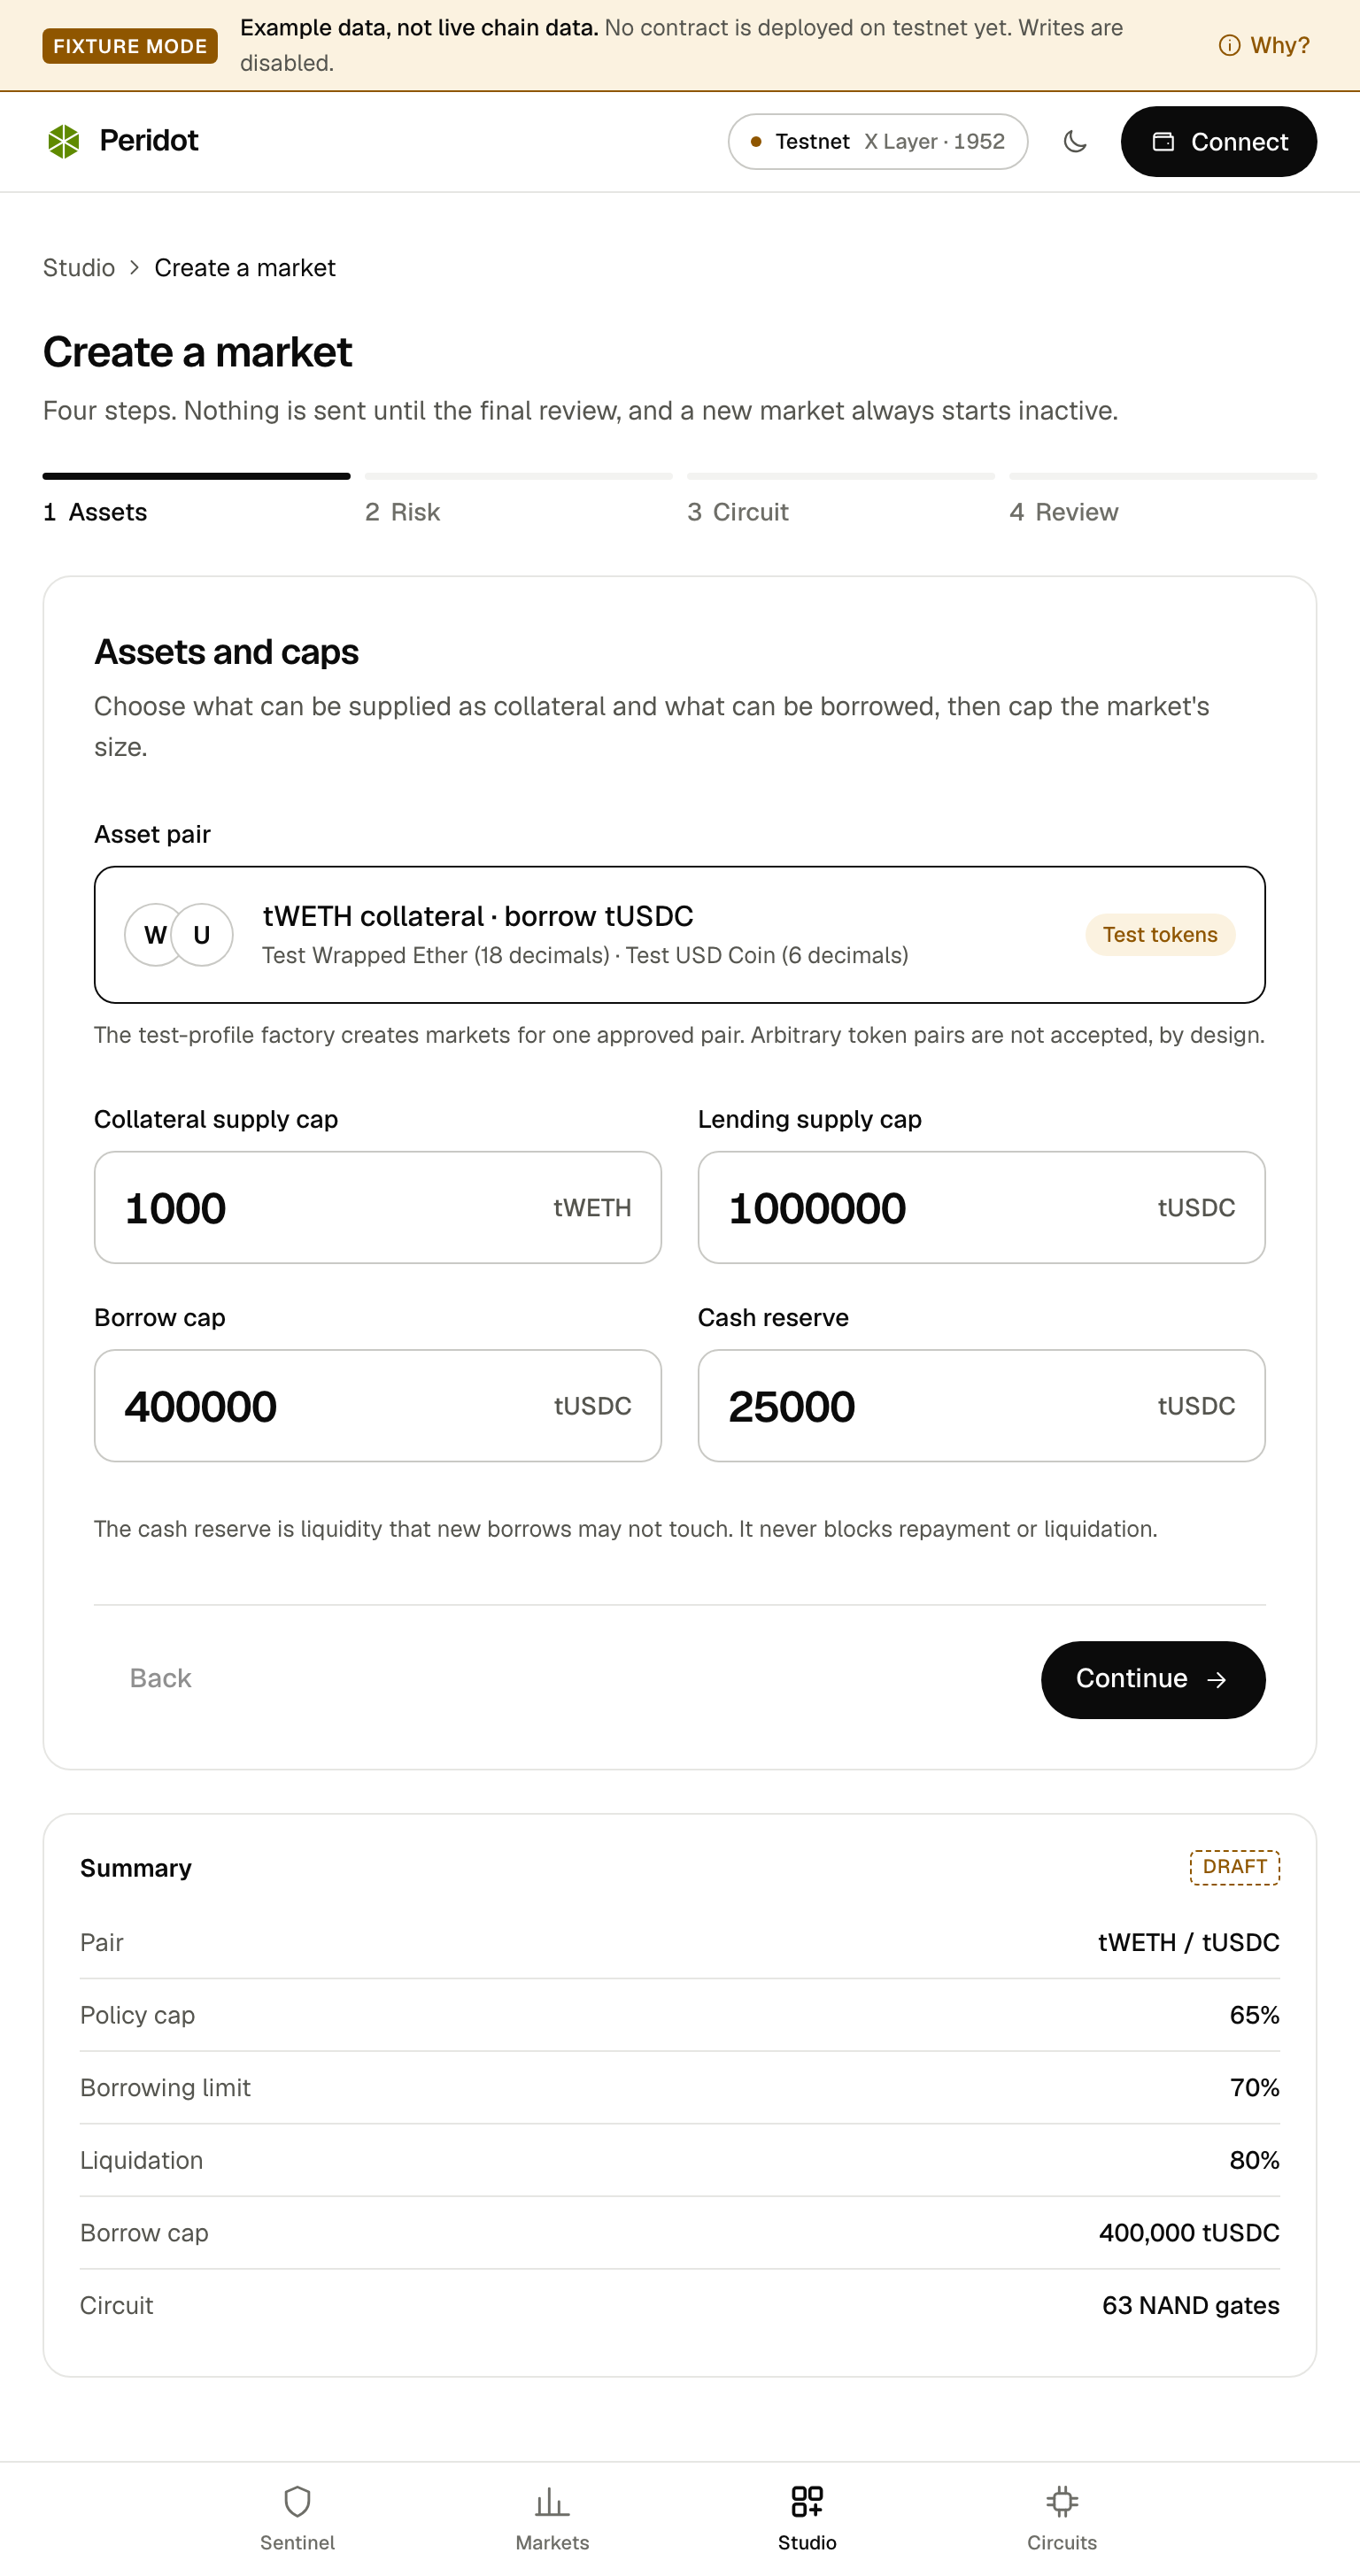 FIXTURE MODE
Example data, not live chain data. No contract is deployed on testnet yet. Writes are
disabled.
Why?
Peridot
Testnet X Layer · 1952
Connect
Studio > Create a market
Create a market
Four steps. Nothing is sent until the final review, and a new market always starts inactive.
1 Assets
2 Risk
3 Circuit
4 Review
Assets and caps
Choose what can be supplied as collateral and what can be borrowed, then cap the market's
size.
Asset pair
W U
tWETH collateral · borrow tUSDC
Test Wrapped Ether (18 decimals) · Test USD Coin (6 decimals)
Test tokens
The test-profile factory creates markets for one approved pair. Arbitrary token pairs are not accepted, by design.
Collateral supply cap
1000 tWETH
Lending supply cap
1000000 tUSDC
Borrow cap
400000 tUSDC
Cash reserve
25000 tUSDC
The cash reserve is liquidity that new borrows may not touch. It never blocks repayment or liquidation.
Back
Continue →
Summary
DRAFT
Pair tWETH / tUSDC
Policy cap 65%
Borrowing limit 70%
Liquidation 80%
Borrow cap 400,000 tUSDC
Circuit 63 NAND gates
Sentinel
Markets
Studio
Circuits